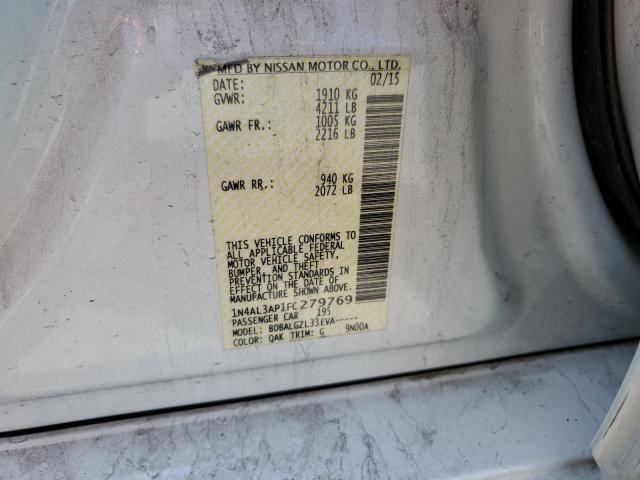 MFD BY NISSAN MOTOR CO., LTD.
DATE: 02/15
GVWR: 1910 KG
4211 LB
GAWR FR.: 1005 KG
2216 LB
GAWR RR.: 940 KG
2072 LB
THIS VEHICLE CONFORMS TO
ALL APPLICABLE FEDERAL
MOTOR VEHICLE SAFETY,
BUMPER, AND THEFT
PREVENTION STANDARDS IN
EFFECT ON THE DATE OF
MANUFACTURE SHOWN ABOVE.
1N4AL3AP1FC279769
PASSENGER CAR 195
MODEL: BDBALGZL33EVA-----
COLOR: QAK TRIM: G 9N00A